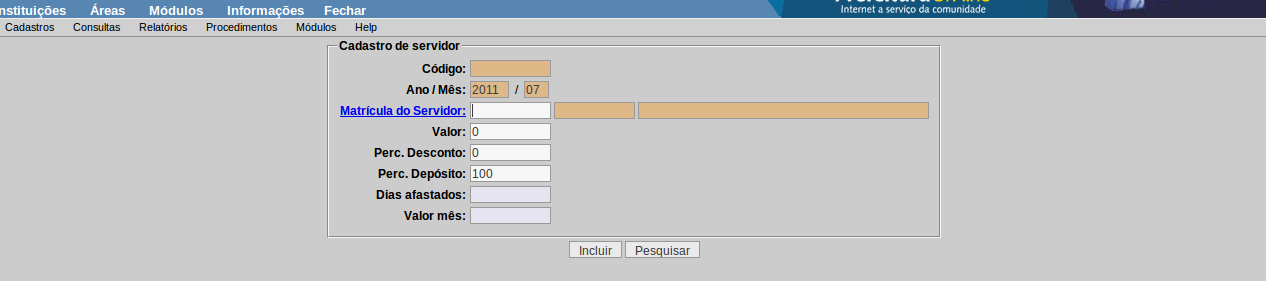 nstituições Áreas Módulos Informações Fechar
Internet a serviço da comunidade
Cadastros Consultas Relatórios Procedimentos Módulos Help
Cadastro de servidor
Código:
Ano / Mês: 2011 / 07
Matrícula do Servidor:
Valor: 0
Perc. Desconto: 0
Perc. Depósito: 100
Dias afastados:
Valor mês:
Incluir Pesquisar